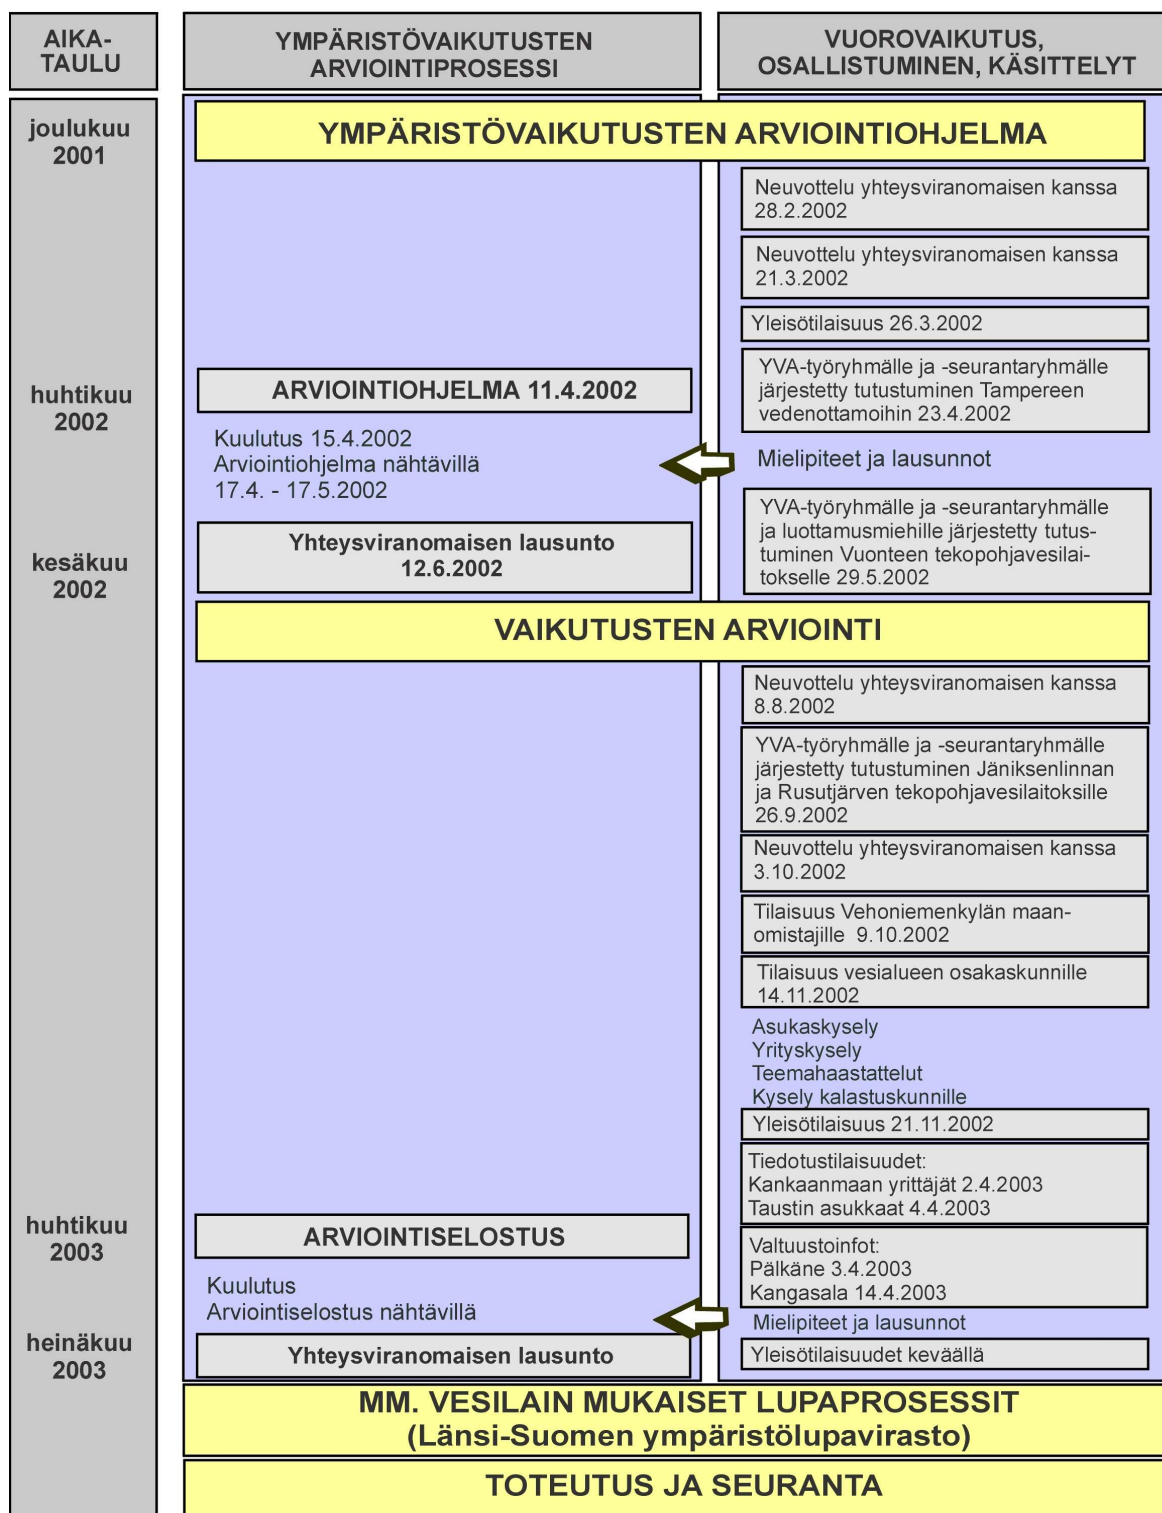 AIKA-
TAULU
YMPÄRISTÖVAIKUTUSTEN
ARVIOINTIPROSESSI
VUOROVAIKUTUS,
OSALLISTUMINEN, KÄSITTELYT
joulukuu
2001
YMPÄRISTÖVAIKUTUSTEN ARVIOINTIOHJELMA
Neuvottelu yhteysviranomaisen kanssa
28.2.2002
Neuvottelu yhteysviranomaisen kanssa
21.3.2002
Yleisötilaisuus 26.3.2002
huhtikuu
2002
ARVIOINTIOHJELMA 11.4.2002
YVA-työryhmälle ja -seurantaryhmälle
järjestetty tutustuminen Tampereen
vedenottamoihin 23.4.2002
Kuulutus 15.4.2002
Arviointiohjelma nähtävillä
17.4. - 17.5.2002
Mielipiteet ja lausunnot
kesäkuu
2002
Yhteysviranomaisen lausunto
12.6.2002
YVA-työryhmälle ja -seurantaryhmälle
ja luottamusmiehille järjestetty tutus-
tuminen Vuonteen tekopohjavesilai-
tokselle 29.5.2002
VAIKUTUSTEN ARVIOINTI
Neuvottelu yhteysviranomaisen kanssa
8.8.2002
YVA-työryhmälle ja -seurantaryhmälle
järjestetty tutustuminen Jäniksenlinnan
ja Rusutjärven tekopohjavesilaitoksille
26.9.2002
Neuvottelu yhteysviranomaisen kanssa
3.10.2002
Tilaisuus Vehoniemenkylän maan-
omistajille 9.10.2002
Tilaisuus vesialueen osakaskunnille
14.11.2002
Asukaskysely
Yrityskysely
Teemahaastattelut
Kysely kalastuskunnille
Yleisötilaisuus 21.11.2002
Tiedotustilaisuudet:
Kankaanmaan yrittäjät 2.4.2003
Taustin asukkaat 4.4.2003
huhtikuu
2003
ARVIOINTISELOSTUS
Valtuustoinfot:
Pälkäne 3.4.2003
Kangasala 14.4.2003
Kuulutus
Arviointiselostus nähtävillä
Mielipiteet ja lausunnot
heinäkuu
2003
Yhteysviranomaisen lausunto
Yleisötilaisuudet keväällä
MM. VESILAIN MUKAISET LUPAPROSESSIT
(Länsi-Suomen ympäristölupavirasto)
TOTEUTUS JA SEURANTA